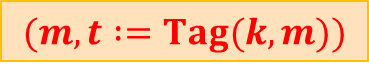 (m, t := Tag(k, m))